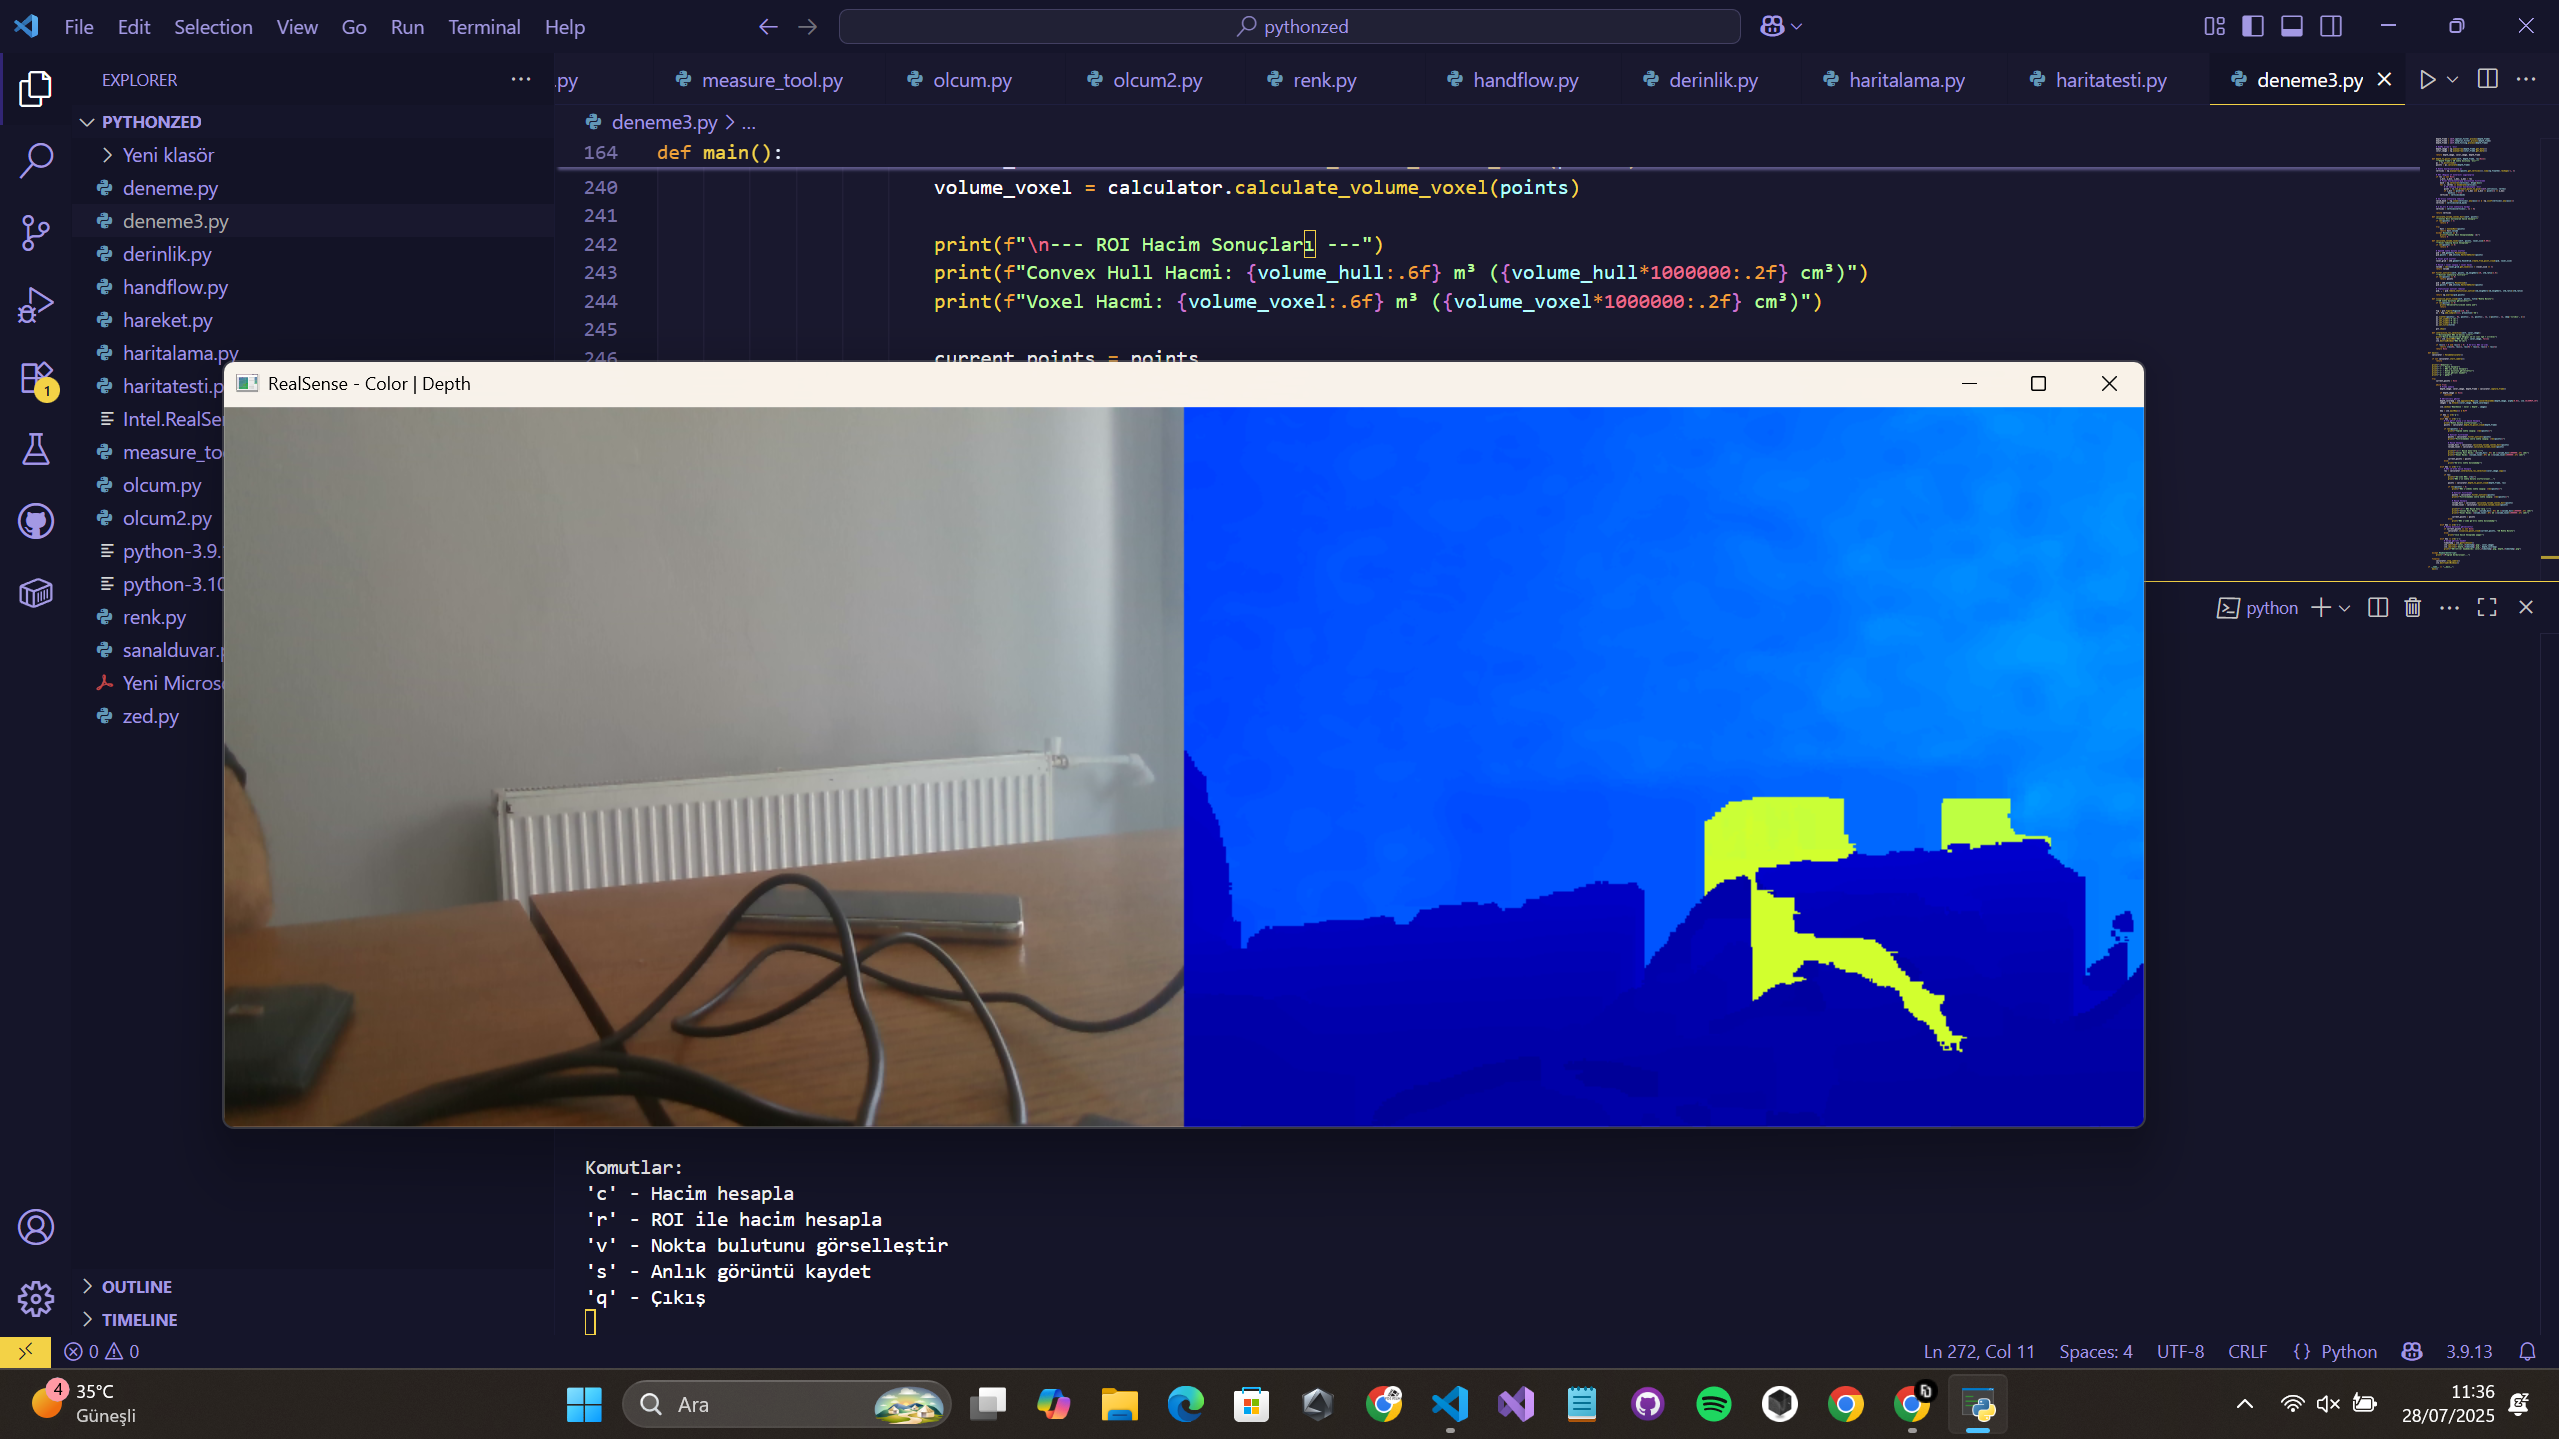 File Edit Selection View Go Run Terminal Help
pythonzed
EXPLORER
.py measure_tool.py olcum.py olcum2.py renk.py handflow.py derinlik.py haritalama.py haritatesti.py deneme3.py
PYTHONZED
Yeni klasör
deneme.py
deneme3.py
derinlik.py
handflow.py
hareket.py
haritalama.py
haritatesti.p
Intel.RealSe
measure_to
olcum.py
olcum2.py
python-3.9.
python-3.10
renk.py
sanalduvar.p
Yeni Micros
zed.py
OUTLINE
TIMELINE
1
deneme3.py > ...
164 def main():
240 volume_voxel = calculator.calculate_volume_voxel(points)
241
242 print(f"\n--- ROI Hacim Sonuçları ---")
243 print(f"Convex Hull Hacmi: {volume_hull:.6f} m³ ({volume_hull*1000000:.2f} cm³)")
244 print(f"Voxel Hacmi: {volume_voxel:.6f} m³ ({volume_voxel*1000000:.2f} cm³)")
245
246 current_points = points
RealSense - Color | Depth
python
Komutlar:
'c' - Hacim hesapla
'r' - ROI ile hacim hesapla
'v' - Nokta bulutunu görselleştir
's' - Anlık görüntü kaydet
'q' - Çıkış
0 0
Ln 272, Col 11 Spaces: 4 UTF-8 CRLF {} Python 3.9.13
4
35°C
Güneşli
Ara
11:36
28/07/2025